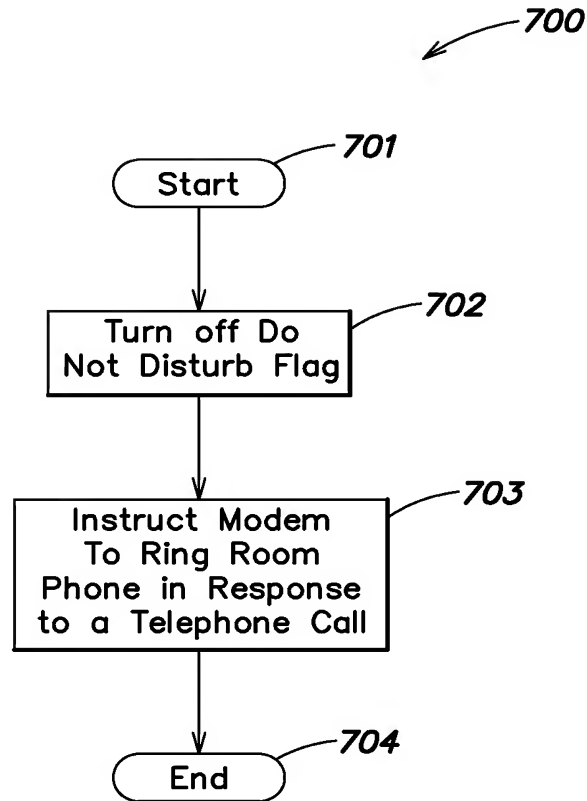 700
701
Start
702
Turn off Do
Not Disturb Flag
703
Instruct Modem
To Ring Room
Phone in Response
to a Telephone Call
704
End